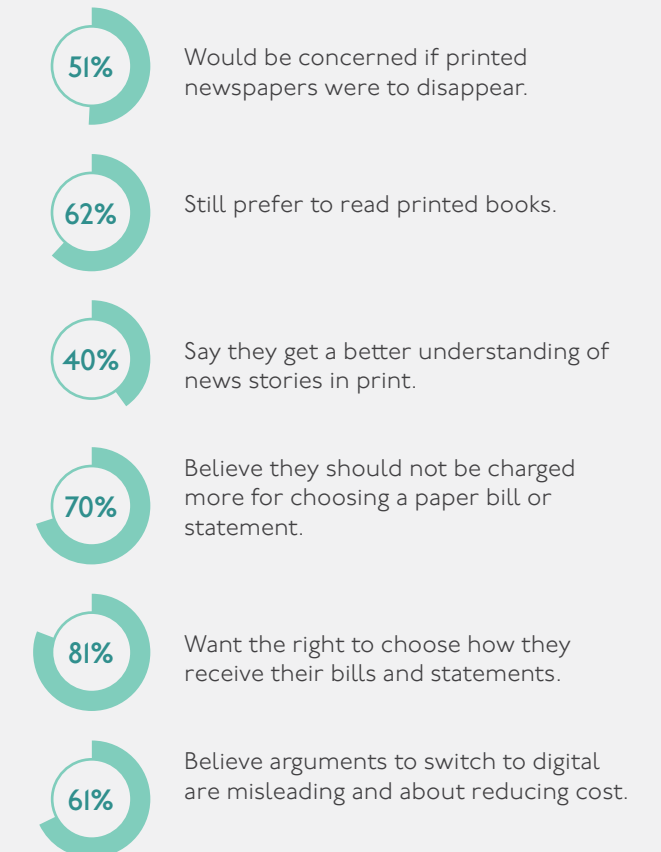 51%
Would be concerned if printed
newspapers were to disappear.
62%
Still prefer to read printed books.
40%
Say they get a better understanding of
news stories in print.
70%
Believe they should not be charged
more for choosing a paper bill or
statement.
81%
Want the right to choose how they
receive their bills and statements.
61%
Believe arguments to switch to digital
are misleading and about reducing cost.